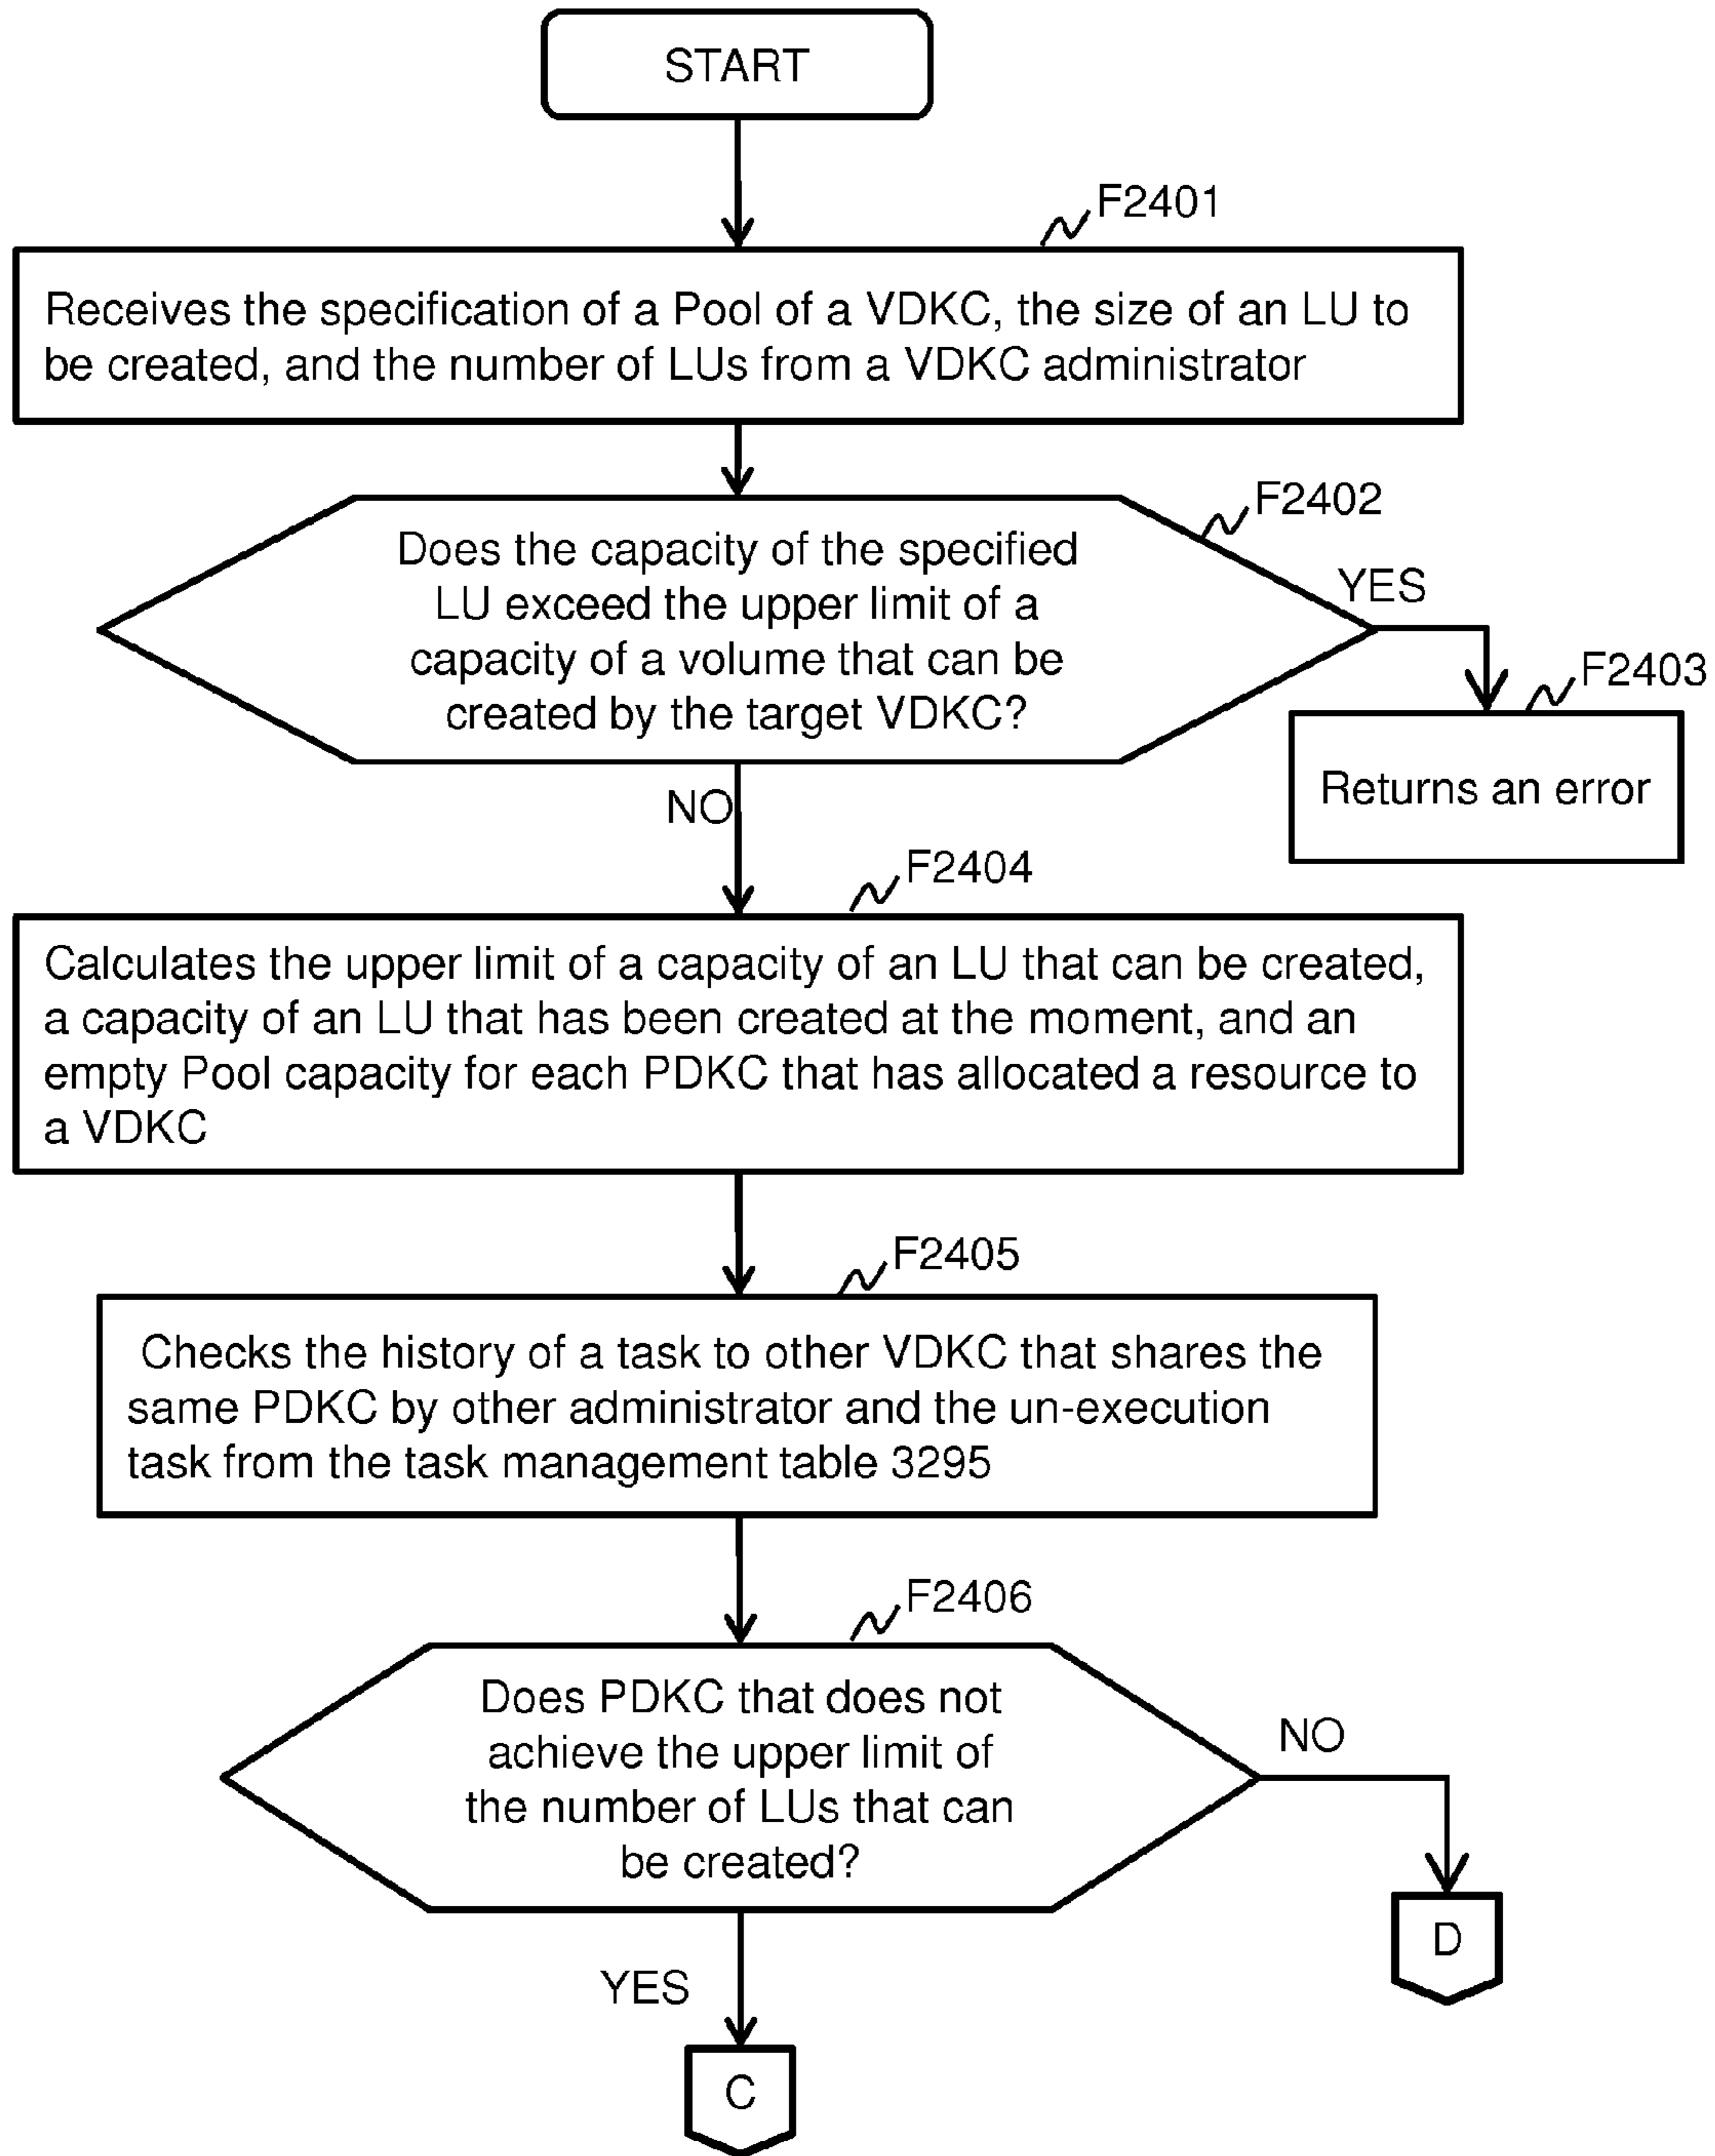 START
F2401
Receives the specification of a Pool of a VDKC, the size of an LU to
be created, and the number of LUs from a VDKC administrator
F2402
Does the capacity of the specified
LU exceed the upper limit of a
capacity of a volume that can be
created by the target VDKC?
YES
F2403
Returns an error
NO
F2404
Calculates the upper limit of a capacity of an LU that can be created,
a capacity of an LU that has been created at the moment, and an
empty Pool capacity for each PDKC that has allocated a resource to
a VDKC
F2405
Checks the history of a task to other VDKC that shares the
same PDKC by other administrator and the un-execution
task from the task management table 3295
F2406
Does PDKC that does not
achieve the upper limit of
the number of LUs that can
be created?
NO
D
YES
C